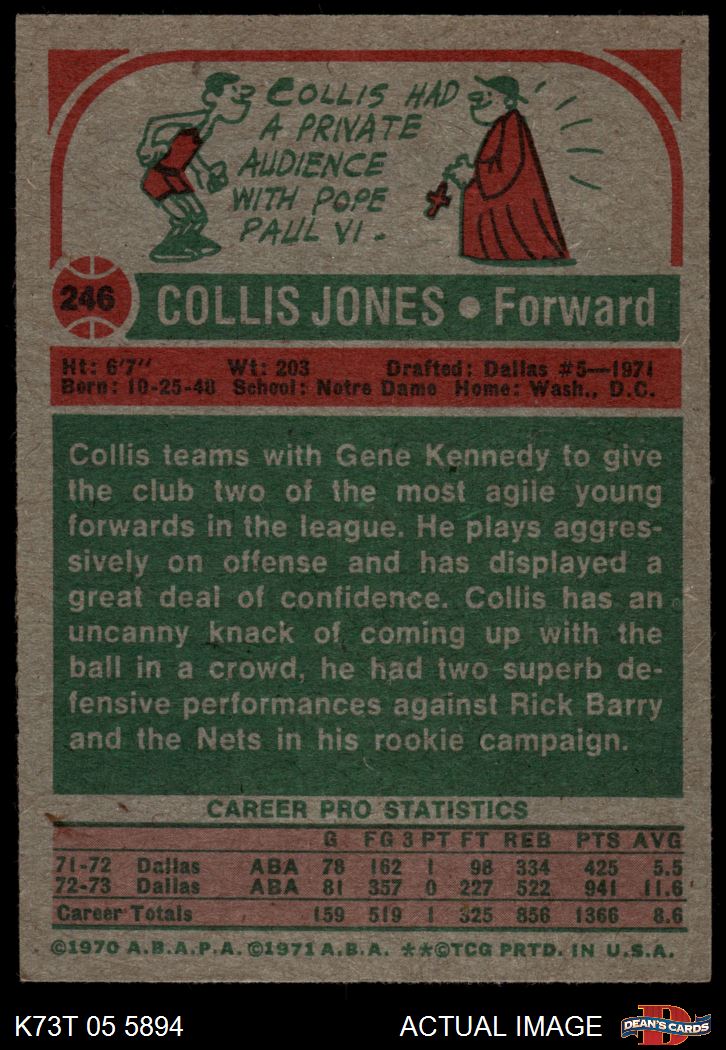 COLLIS HAD
A PRIVATE
AUDIENCE
WITH POPE
PAUL VI.
246
COLLIS JONES • Forward
Ht: 6'7" Wt: 203 Drafted: Dallas #5—1971
Born: 10-25-48 School: Notre Dame Home: Wash., D.C.
Collis teams with Gene Kennedy to give
the club two of the most agile young
forwards in the league. He plays aggres-
sively on offense and has displayed a
great deal of confidence. Collis has an
uncanny knack of coming up with the
ball in a crowd, he had two superb de-
fensive performances against Rick Barry
and the Nets in his rookie campaign.
CAREER PRO STATISTICS
G FG 3 PT FT REB PTS AVG
71-72 Dallas ABA 78 162 1 98 334 425 5.5
72-73 Dallas ABA 81 357 0 227 522 941 11.6
Career Totals 159 519 1 325 856 1366 8.6
©1970 A.B.A.P.A. ©1971 A.B.A. **©TCG PRTD. IN U.S.A.
K73T 05 5894 ACTUAL IMAGE
D
DEAN'S CARDS